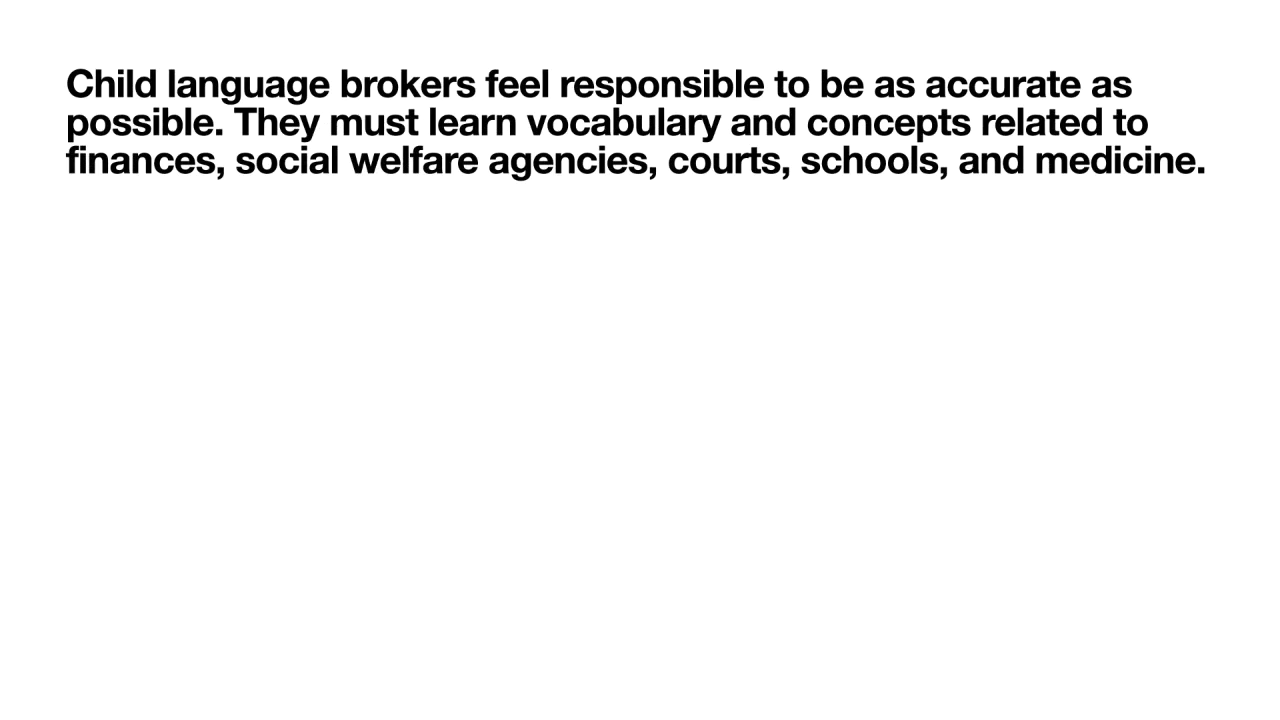 Child language brokers feel responsible to be as accurate as
possible. They must learn vocabulary and concepts related to
finances, social welfare agencies, courts, schools, and medicine.